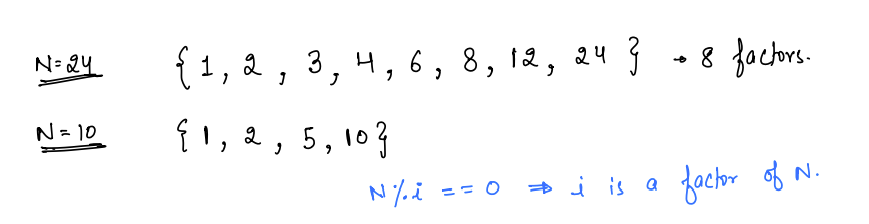 N=24 { 1, 2, 3, 4, 6, 8, 12, 24 } → 8 factors.
N=10 { 1, 2, 5, 10 }
N % i == 0 ⇒ i is a factor of N.